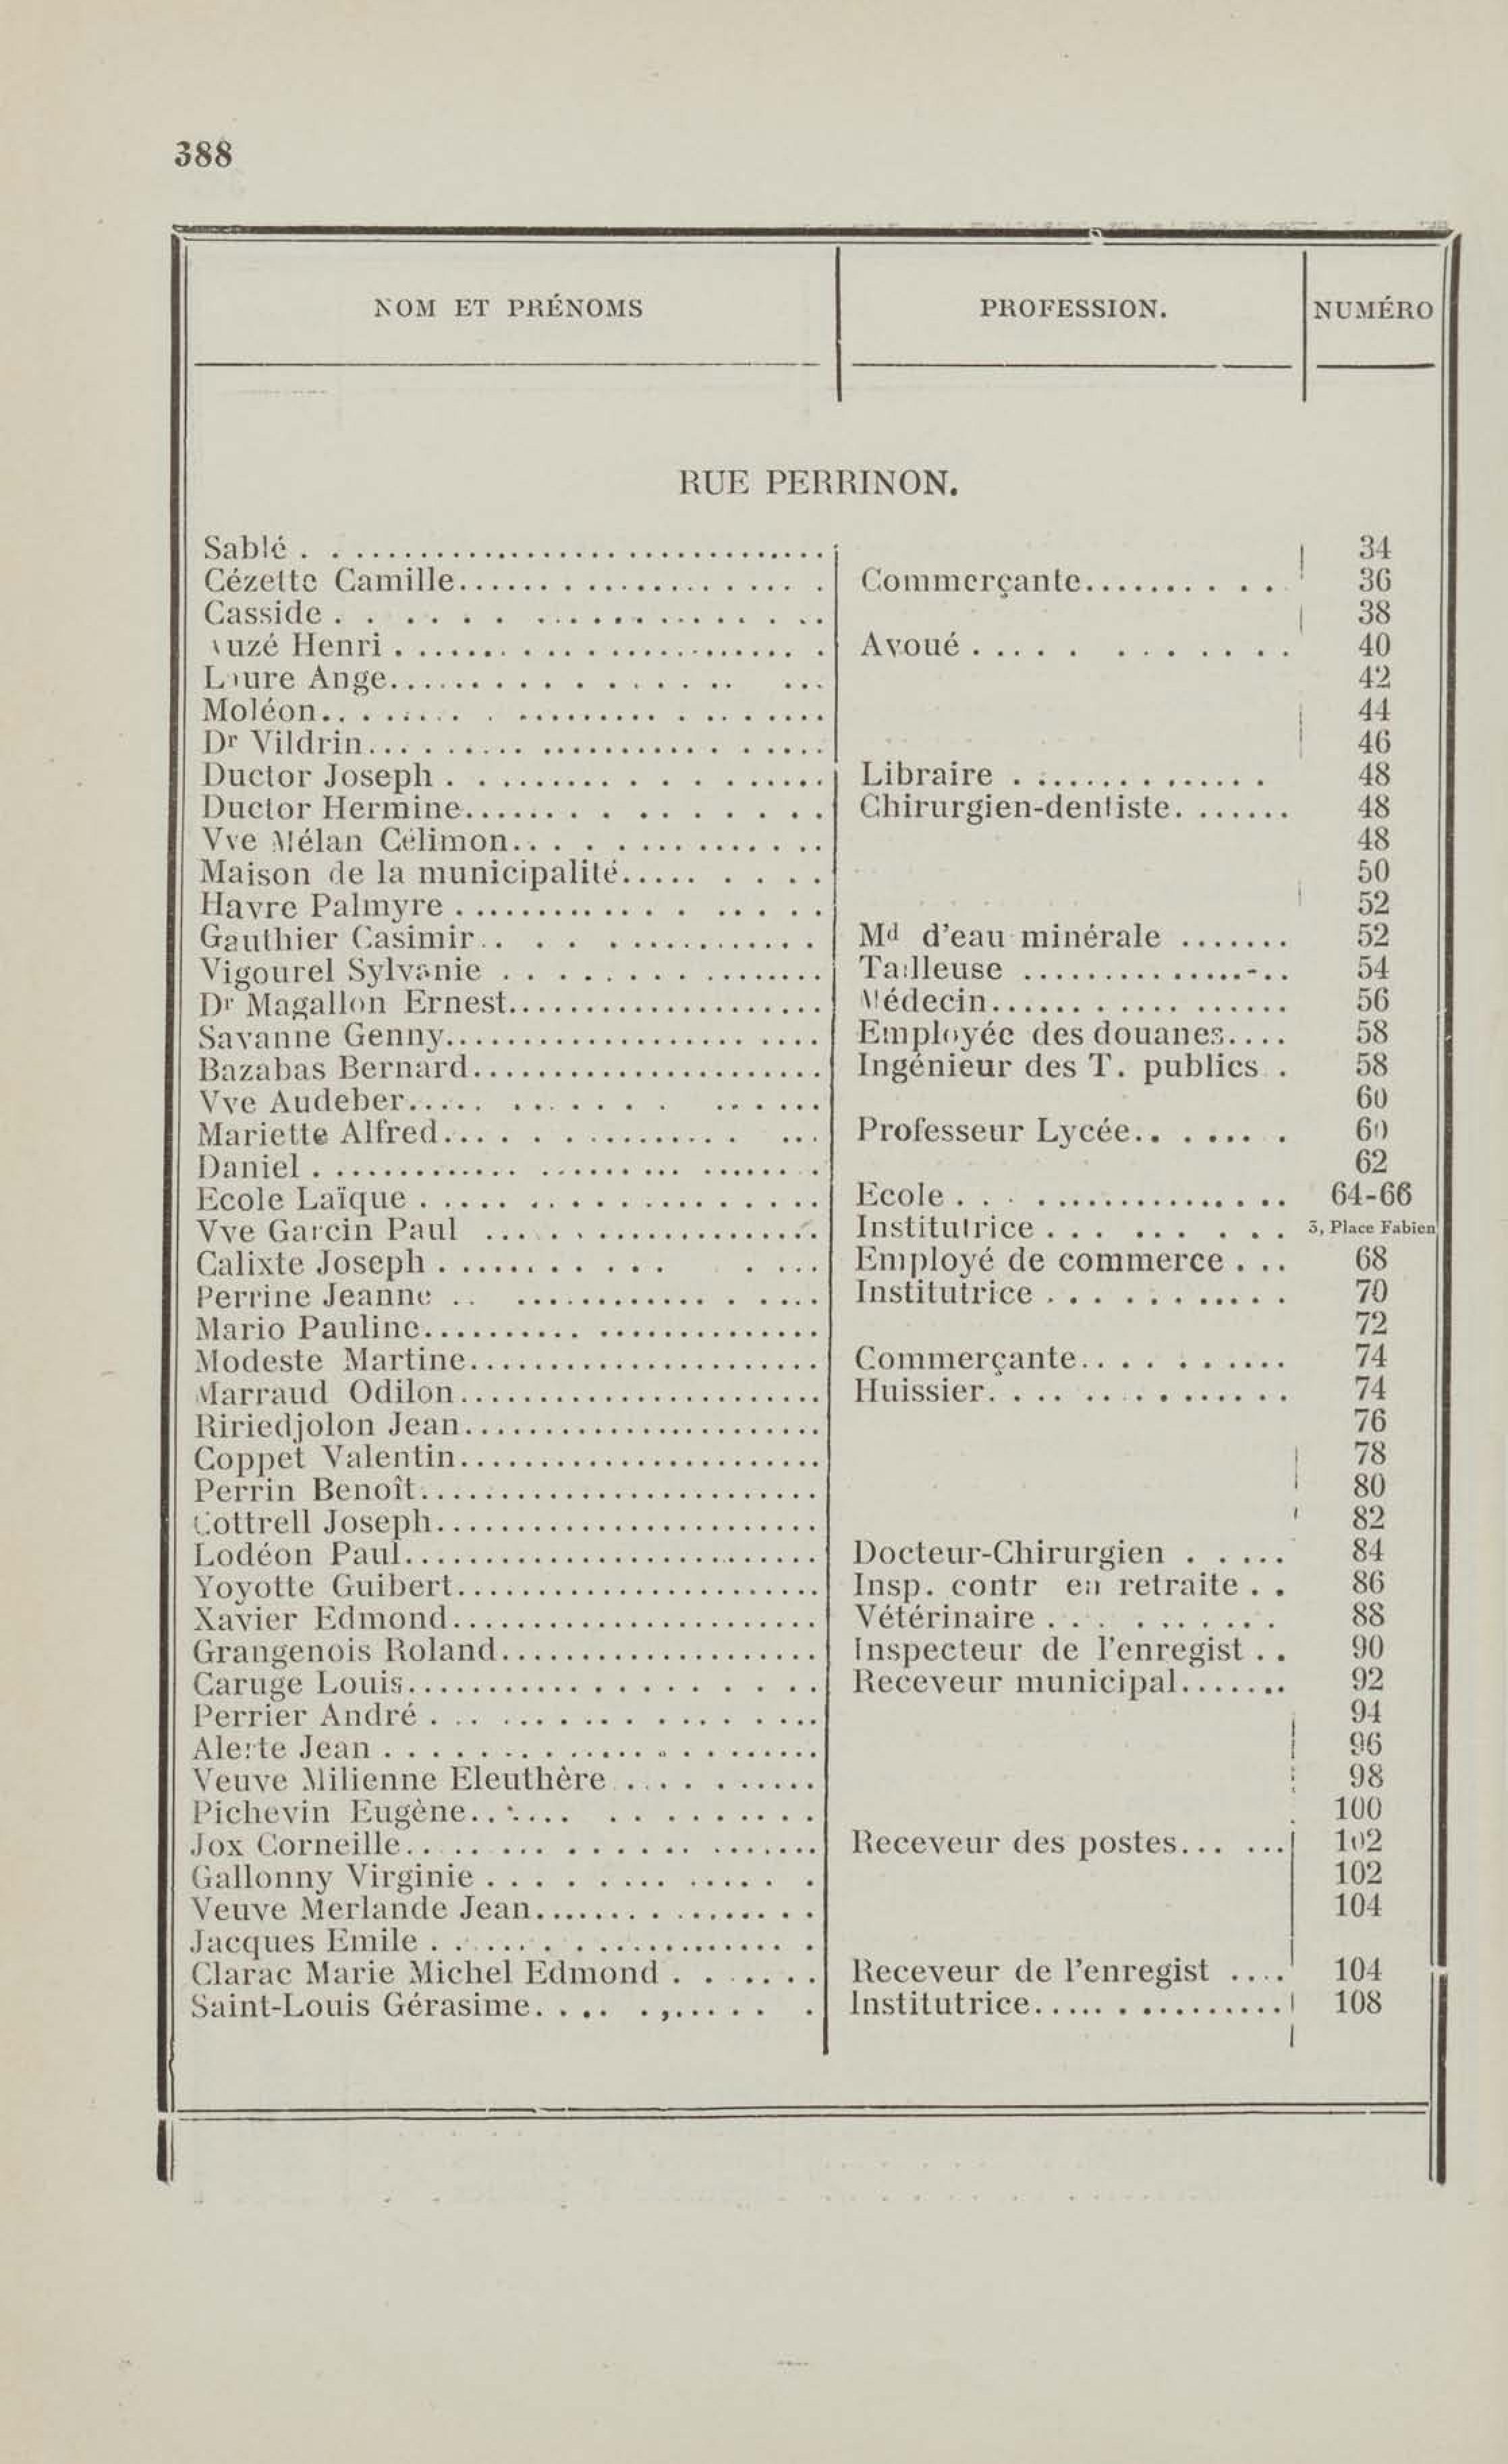 388
NOM ET PRÉNOMS PROFESSION. NUMÉRO
RUE PERRINON.
Sablé 34
Cézette Camille Commerçante 36
Casside 38
uzé Henri Avoué 40
Laure Ange 42
Moléon 44
Dr Vildrin 46
Ductor Joseph Libraire 48
Ductor Hermine Chirurgien-dentiste 48
Vve Mélan Célimon 48
Maison de la municipalité 50
Havre Palmyre 52
Gauthier Casimir Md d'eau minérale 52
Vigourel Sylvanie Tailleuse 54
Dr Magallon Ernest Médecin 56
Savanne Genny Employée des douanes 58
Bazabas Bernard Ingénieur des T. publics 58
Vve Audeber 60
Mariette Alfred Professeur Lycée 60
Daniel 62
Ecole Laïque Ecole 64-66
Vve Garcin Paul Institutrice 3, Place Fabien
Calixte Joseph Employé de commerce 68
Perrine Jeanne Institutrice 70
Mario Pauline 72
Modeste Martine Commerçante 74
Marraud Odilon Huissier 74
Ririedjolon Jean 76
Coppet Valentin 78
Perrin Benoît 80
Cottrell Joseph 82
Lodéon Paul Docteur-Chirurgien 84
Yoyotte Guibert Insp. contr en retraite 86
Xavier Edmond Vétérinaire 88
Grangenois Roland Inspecteur de l'enregist 90
Caruge Louis Receveur municipal 92
Perrier André 94
Alerte Jean 96
Veuve Milienne Eleuthère 98
Pichevin Eugène 100
Jox Corneille Receveur des postes 102
Gallonny Virginie 102
Veuve Merlande Jean 104
Jacques Emile
Clarac Marie Michel Edmond Receveur de l'enregist 104
Saint-Louis Gérasime Institutrice 108